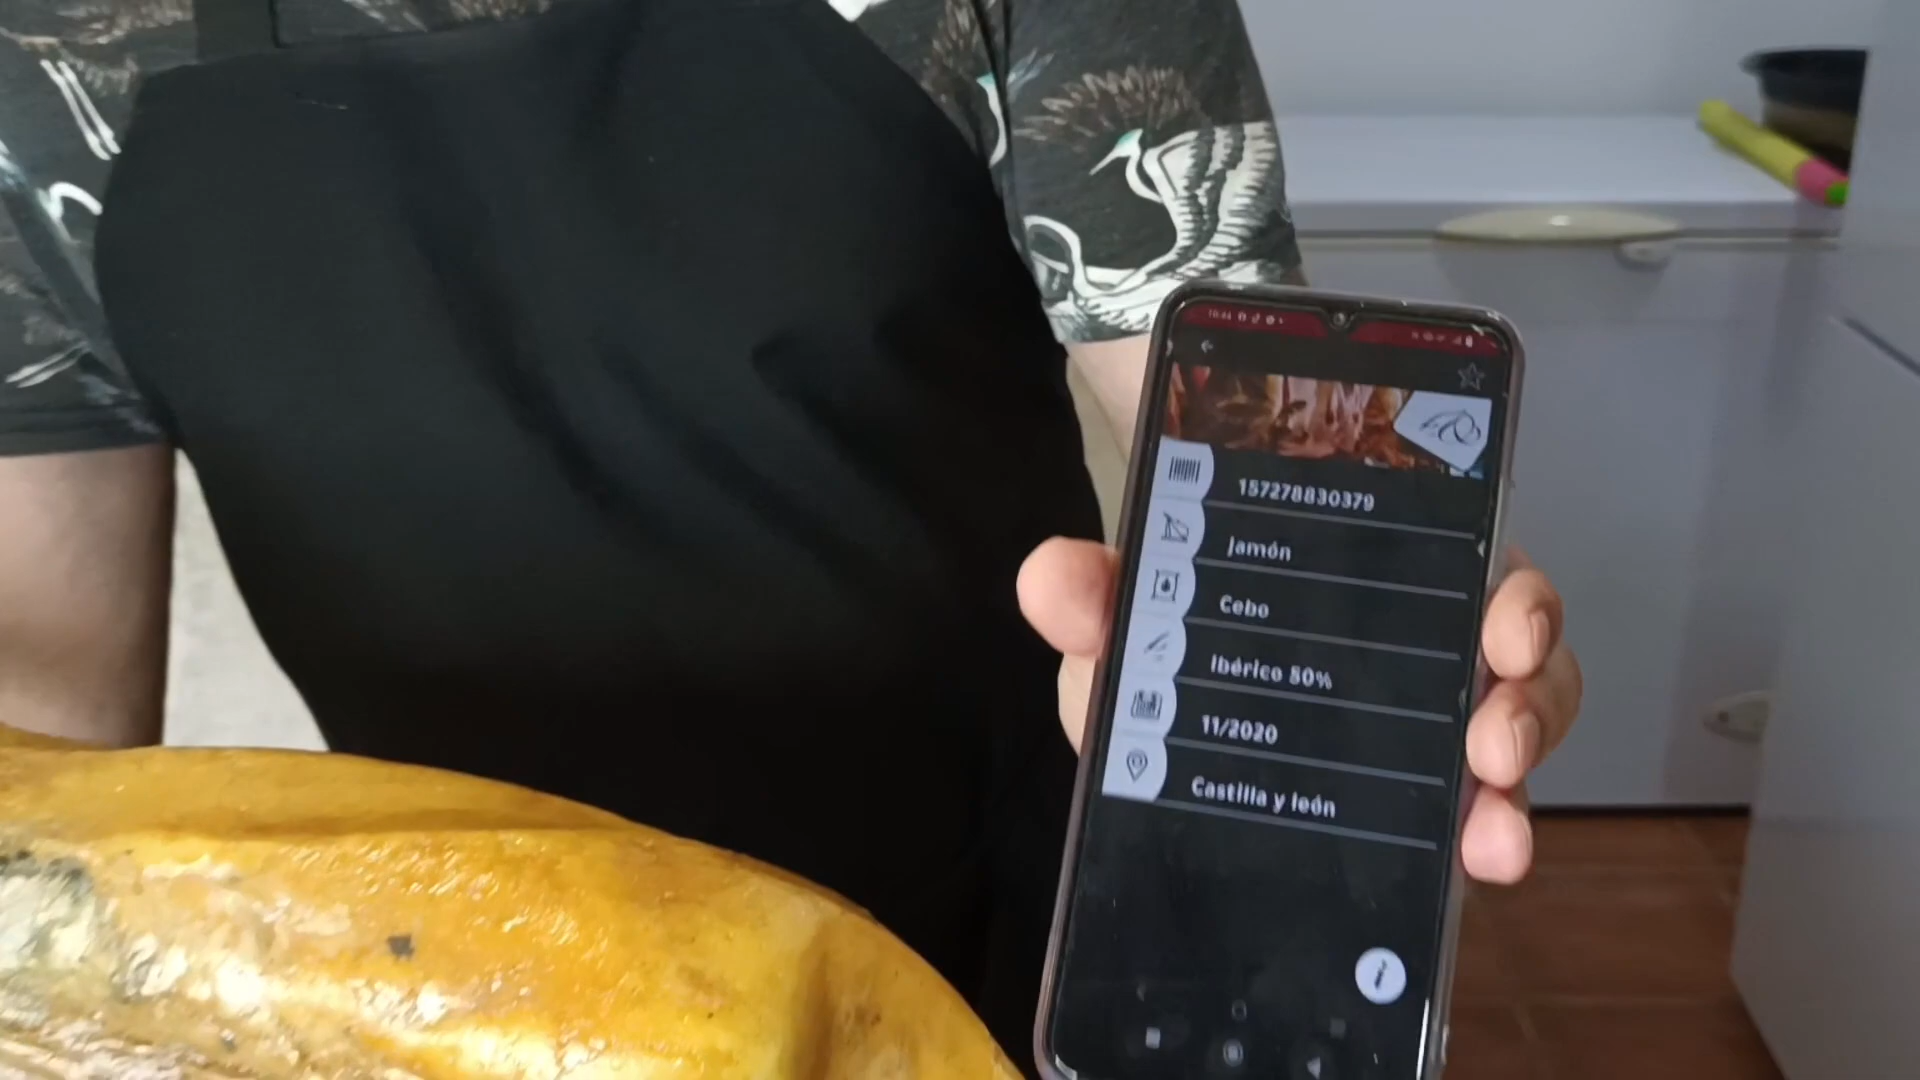 157278830379
Jamón
Cebo
Ibérico 50%
11/2020
Castilla y león